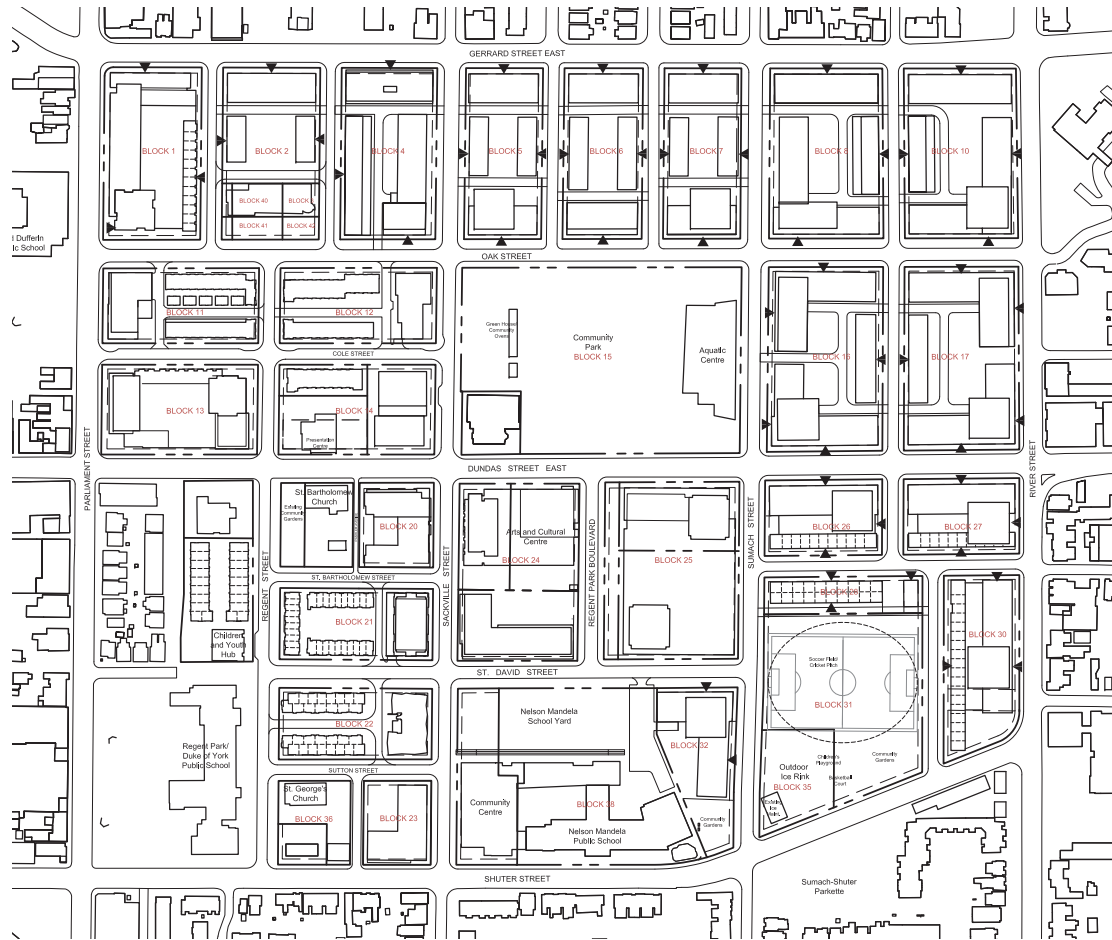 GERRARD STREET EAST
BLOCK 1
BLOCK 2
BLOCK 4
BLOCK 5
BLOCK 6
BLOCK 7
BLOCK 8
BLOCK 10
BLOCK 40
BLOCK 41
BLOCK 42
d Dufferin
ic School
OAK STREET
BLOCK 11
BLOCK 12
Green House
Community
Ovens
Community
Park
BLOCK 15
Aquatic
Centre
BLOCK 16
BLOCK 17
COLE STREET
BLOCK 13
BLOCK 14
Presentation
Centre
PARLIAMENT STREET
DUNDAS STREET EAST
RIVER STREET
St. Bartholomew
Church
Existing
Community
Gardens
BLOCK 20
Arts and Cultural
Centre
BLOCK 24
REGENT PARK BOULEVARD
BLOCK 25
SUMACH STREET
BLOCK 26
BLOCK 27
REGENT STREET
ST. BARTHOLOMEW STREET
SACKVILLE STREET
BLOCK 21
Children
and Youth
Hub
BLOCK 28
BLOCK 30
ST. DAVID STREET
Soccer Field/
Cricket Pitch
BLOCK 31
BLOCK 22
Nelson Mandela
School Yard
BLOCK 32
Regent Park/
Duke of York
Public School
SUTTON STREET
Children's
Playground
Community
Gardens
Outdoor
Ice Rink
BLOCK 35
Basketball
Court
Existing
Ice
St. George's
Church
BLOCK 36
BLOCK 23
Community
Centre
BLOCK 38
Nelson Mandela
Public School
Community
Gardens
SHUTER STREET
Sumach-Shuter
Parkette